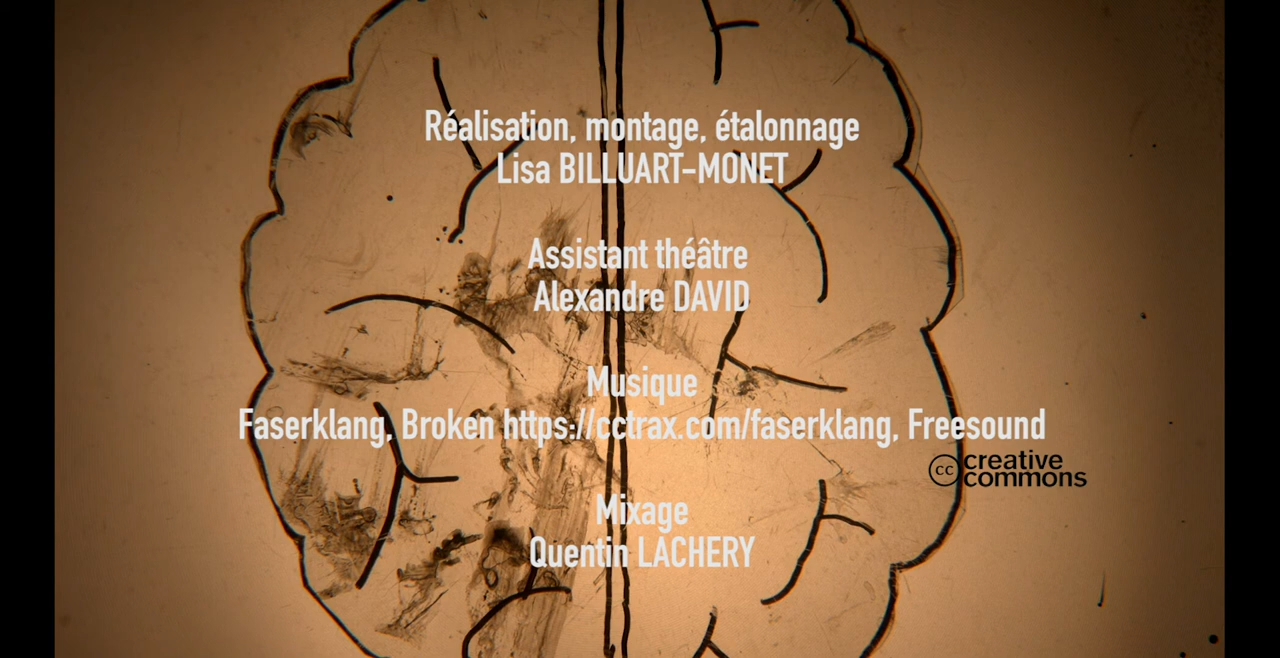 Réalisation, montage, étalonnage
Lisa BILLUART-MONET
Assistant théâtre
Alexandre DAVID
Musique
Faserklang, Broken https://cctrax.com/faserklang, Freesound
cc creative
commons
Mixage
Quentin LACHERY